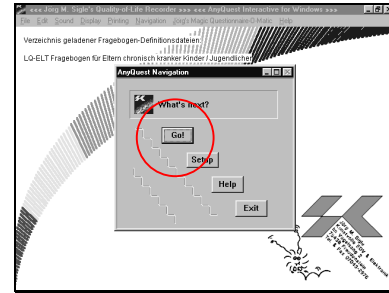 ««« Jörg M. Sigle's Quality-of-Life Recorder «»« AnyQuest Interactive for Windows »»»
File Edit Sound Display Printing Navigation Jörg's Magic Questionnaire-O-Matic Help
Verzeichnis geladener Fragebogen-Definitionsdateien:
LQ-ELT Fragebogen für Eltern chronisch kranker Kinder / Jugendlicher
AnyQuest Navigation
What's next?
Go!
Setup
Help
Exit
Jörg M. Sigle